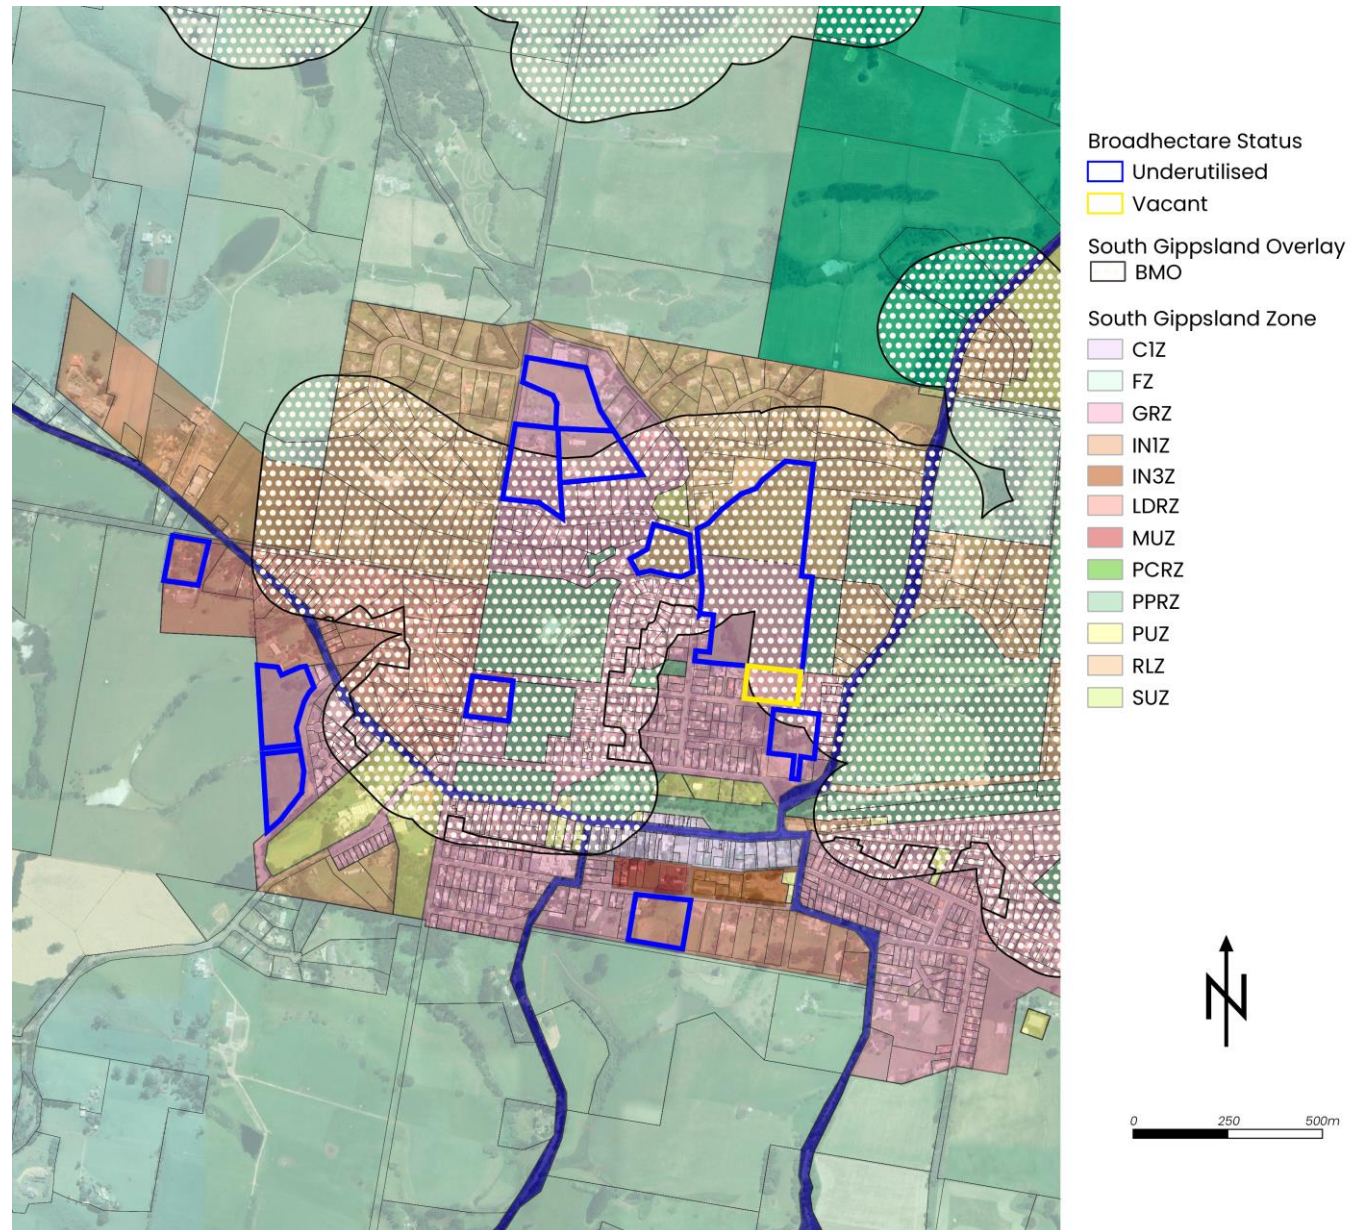 Broadhectare Status
Underutilised
Vacant
South Gippsland Overlay
BMO
South Gippsland Zone
C1Z
FZ
GRZ
IN1Z
IN3Z
LDRZ
MUZ
PCRZ
PPRZ
PUZ
RLZ
SUZ
N
0 250 500m